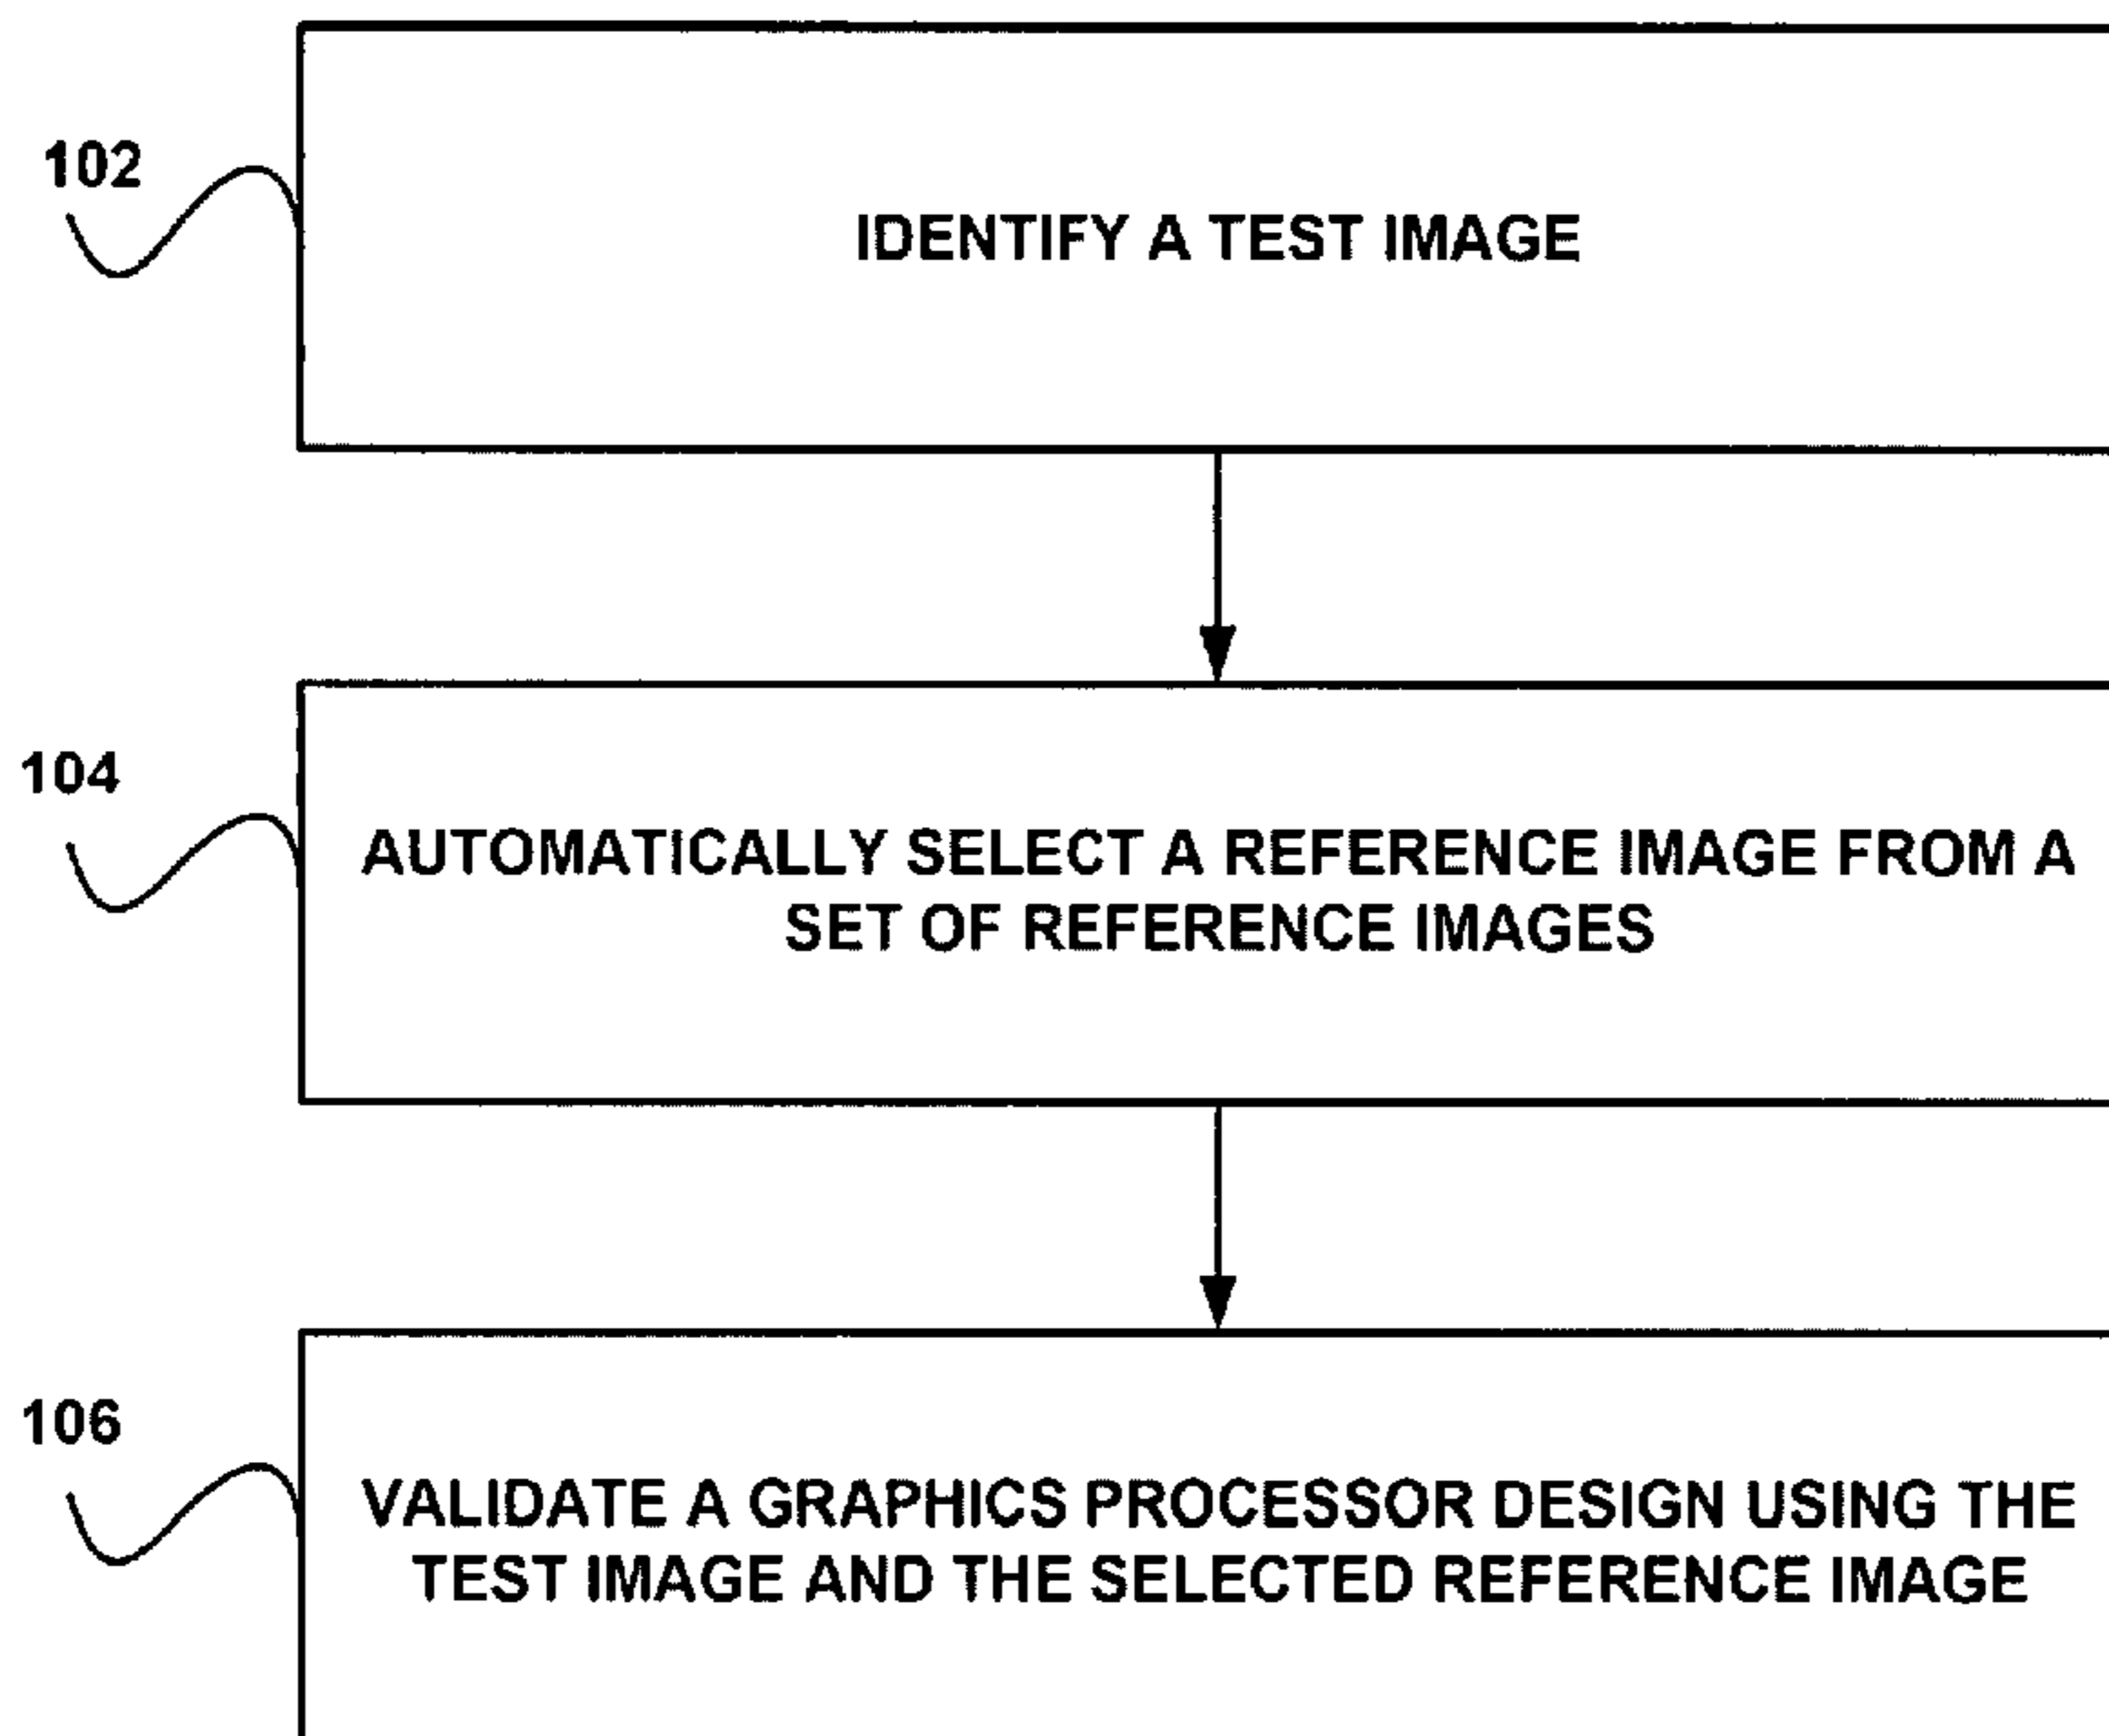 102
IDENTIFY A TEST IMAGE
104
AUTOMATICALLY SELECT A REFERENCE IMAGE FROM A
SET OF REFERENCE IMAGES
106
VALIDATE A GRAPHICS PROCESSOR DESIGN USING THE
TEST IMAGE AND THE SELECTED REFERENCE IMAGE